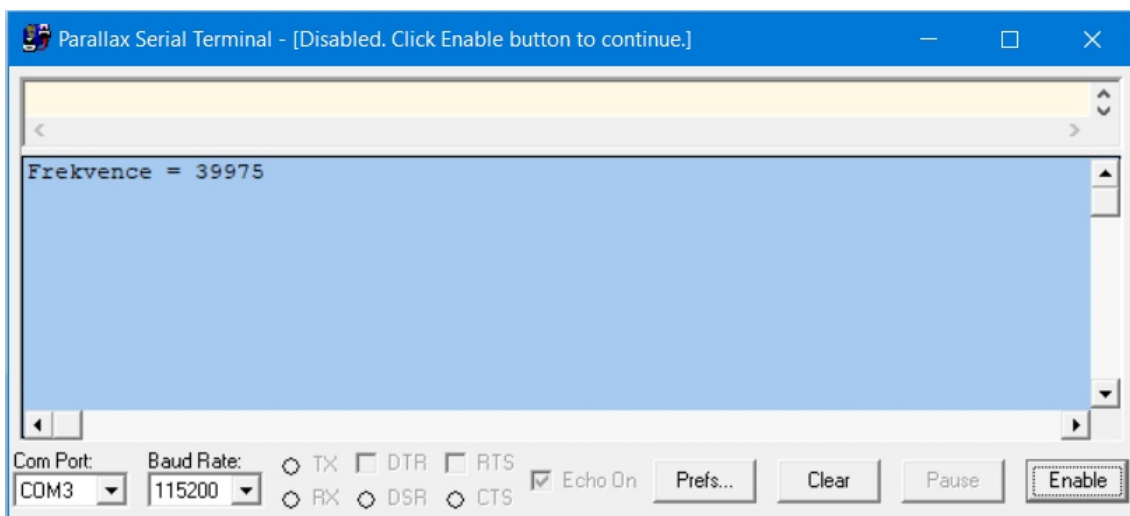 Parallax Serial Terminal - [Disabled. Click Enable button to continue.]
Frekvence = 39975
Com Port: Baud Rate: TX DTR RTS
COM3 115200 RX DSR CTS Echo On Prefs... Clear Pause Enable